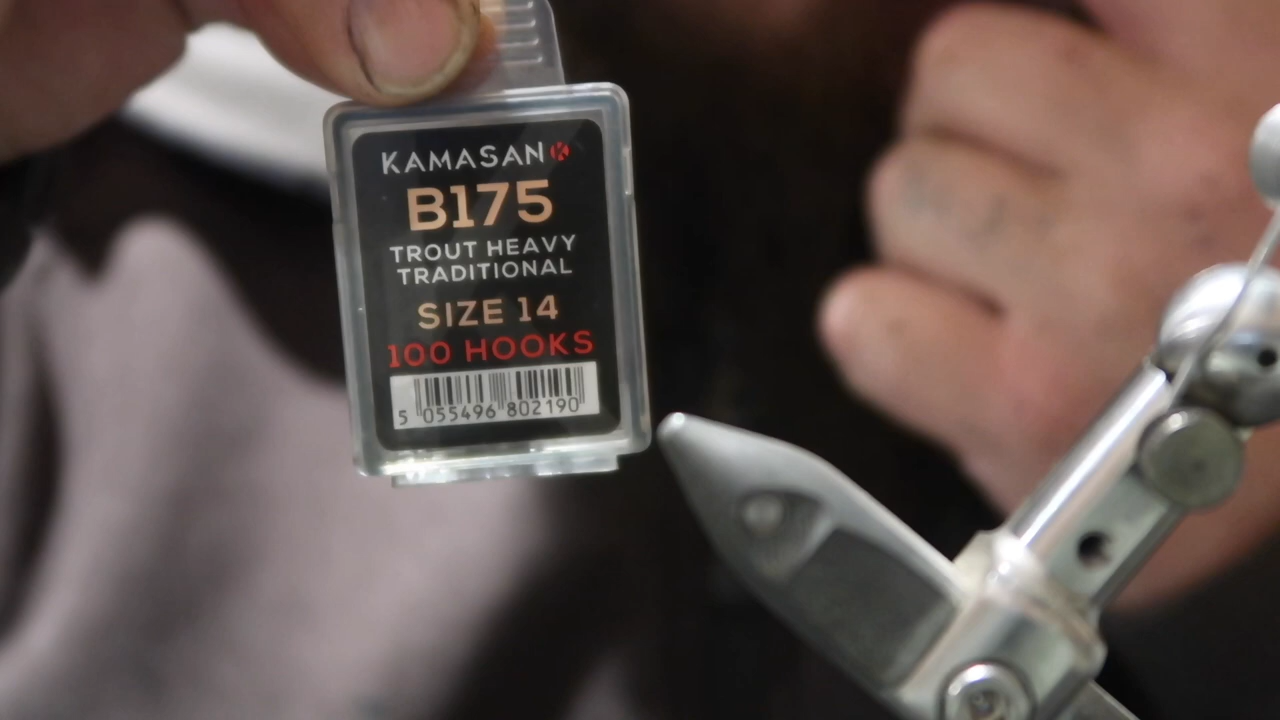 KAMASAN
B175
TROUT HEAVY
TRADITIONAL
SIZE 14
100 HOOKS
5 055496 802190